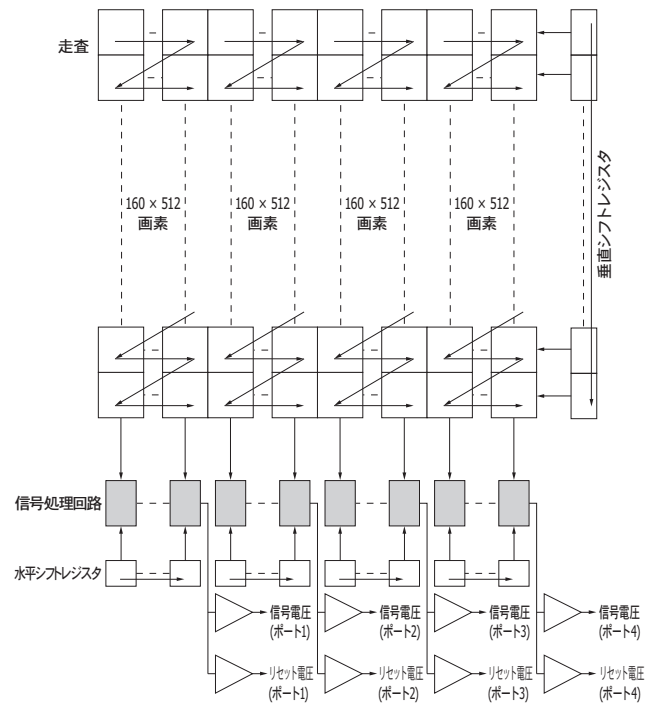 走査
160 × 512
画素
160 × 512
画素
160 × 512
画素
160 × 512
画素
垂直シフトレジスタ
信号処理回路
水平シフトレジスタ
信号電圧
(ポート1)
信号電圧
(ポート2)
信号電圧
(ポート3)
信号電圧
(ポート4)
リセット電圧
(ポート1)
リセット電圧
(ポート2)
リセット電圧
(ポート3)
リセット電圧
(ポート4)